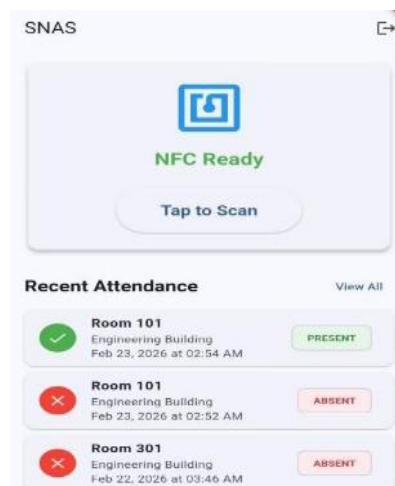 SNAS
NFC Ready
Tap to Scan
Recent Attendance View All
Room 101
Engineering Building
Feb 23, 2026 at 02:54 AM
PRESENT
Room 101
Engineering Building
Feb 23, 2026 at 02:52 AM
ABSENT
Room 301
Engineering Building
Feb 22, 2026 at 03:46 AM
ABSENT